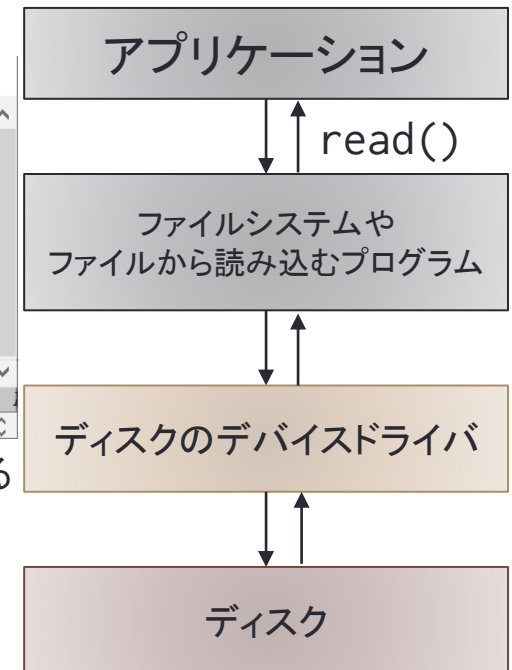 アプリケーション
read()
ファイルシステムや
ファイルから読み込むプログラム
ディスクのデバイスドライバ
る
ディスク